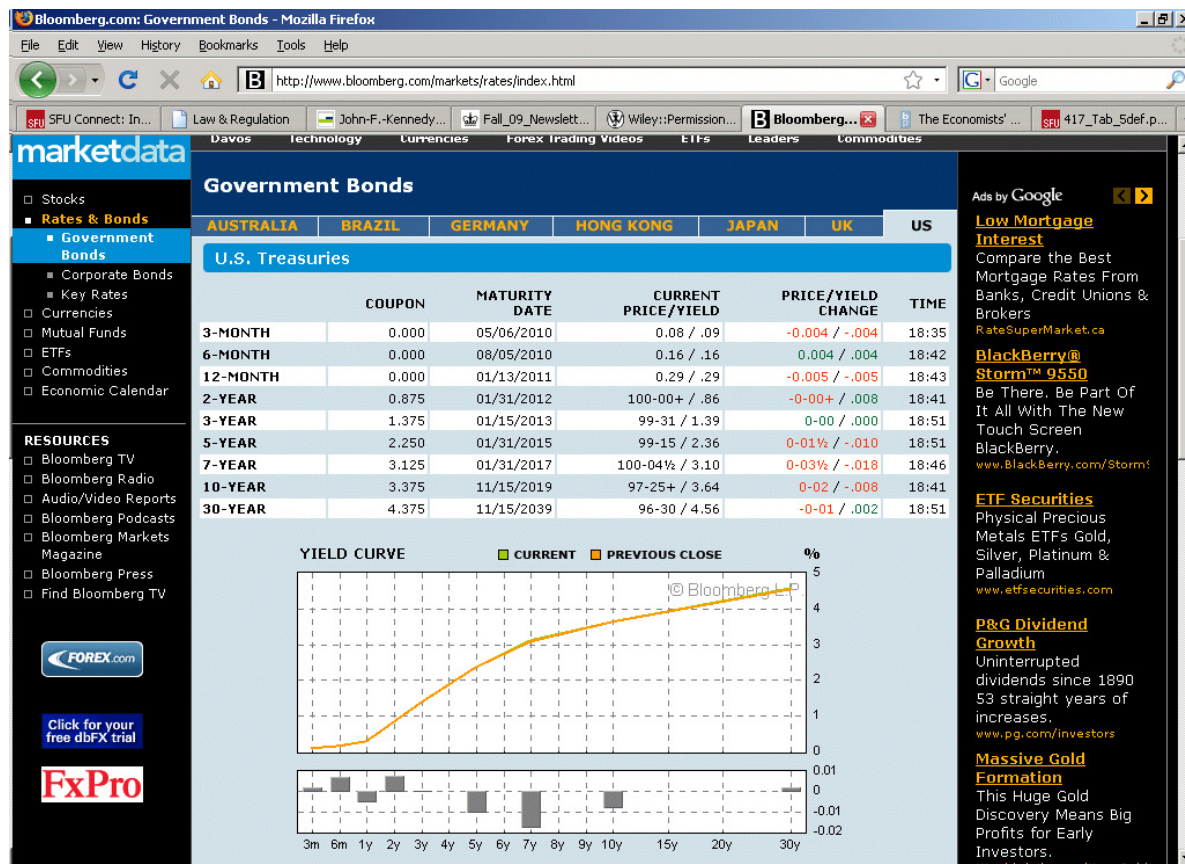 Bloomberg.com: Government Bonds - Mozilla Firefox
File Edit View History Bookmarks Tools Help
http://www.bloomberg.com/markets/rates/index.html
Google
SFU Connect: In... Law & Regulation John-F.-Kennedy... Fall_09_Newslett... Wiley::Permission... Bloomberg... The Economists' ... 417_Tab_5def.p...
marketdata
Davos Technology Currencies Forex Trading Videos ETFs Leaders Commodities
Stocks
Rates & Bonds
Government
Bonds
Corporate Bonds
Key Rates
Currencies
Mutual Funds
ETFs
Commodities
Economic Calendar
RESOURCES
Bloomberg TV
Bloomberg Radio
Audio/Video Reports
Bloomberg Podcasts
Bloomberg Markets
Magazine
Bloomberg Press
Find Bloomberg TV
FOREX.com
Click for your
free dbFX trial
FxPro
Government Bonds
AUSTRALIA BRAZIL GERMANY HONG KONG JAPAN UK US
U.S. Treasuries
COUPON MATURITY DATE CURRENT PRICE/YIELD PRICE/YIELD CHANGE TIME
3-MONTH 0.000 05/06/2010 0.08 / .09 -0.004 / -.004 18:35
6-MONTH 0.000 08/05/2010 0.16 / .16 0.004 / .004 18:42
12-MONTH 0.000 01/13/2011 0.29 / .29 -0.005 / -.005 18:43
2-YEAR 0.875 01/31/2012 100-00+ / .86 -0-00+ / .008 18:41
3-YEAR 1.375 01/15/2013 99-31 / 1.39 0-00 / .000 18:51
5-YEAR 2.250 01/31/2015 99-15 / 2.36 0-01½ / -.010 18:51
7-YEAR 3.125 01/31/2017 100-04½ / 3.10 0-03½ / -.018 18:46
10-YEAR 3.375 11/15/2019 97-25+ / 3.64 0-02 / -.008 18:41
30-YEAR 4.375 11/15/2039 96-30 / 4.56 -0-01 / .002 18:51
YIELD CURVE CURRENT PREVIOUS CLOSE %
© Bloomberg L.P.
5
4
3
2
1
0
0.01
0
-0.01
-0.02
3m 6m 1y 2y 3y 4y 5y 6y 7y 8y 9y 10y 15y 20y 30y
Ads by Google
Low Mortgage
Interest
Compare the Best
Mortgage Rates From
Banks, Credit Unions &
Brokers
RateSuperMarket.ca
BlackBerry®
Storm™ 9550
Be There. Be Part Of
It All With The New
Touch Screen
BlackBerry.
www.BlackBerry.com/Storm9
ETF Securities
Physical Precious
Metals ETFs Gold,
Silver, Platinum &
Palladium
www.etfsecurities.com
P&G Dividend
Growth
Uninterrupted
dividends since 1890
53 straight years of
increases.
www.pg.com/investors
Massive Gold
Formation
This Huge Gold
Discovery Means Big
Profits for Early
Investors.